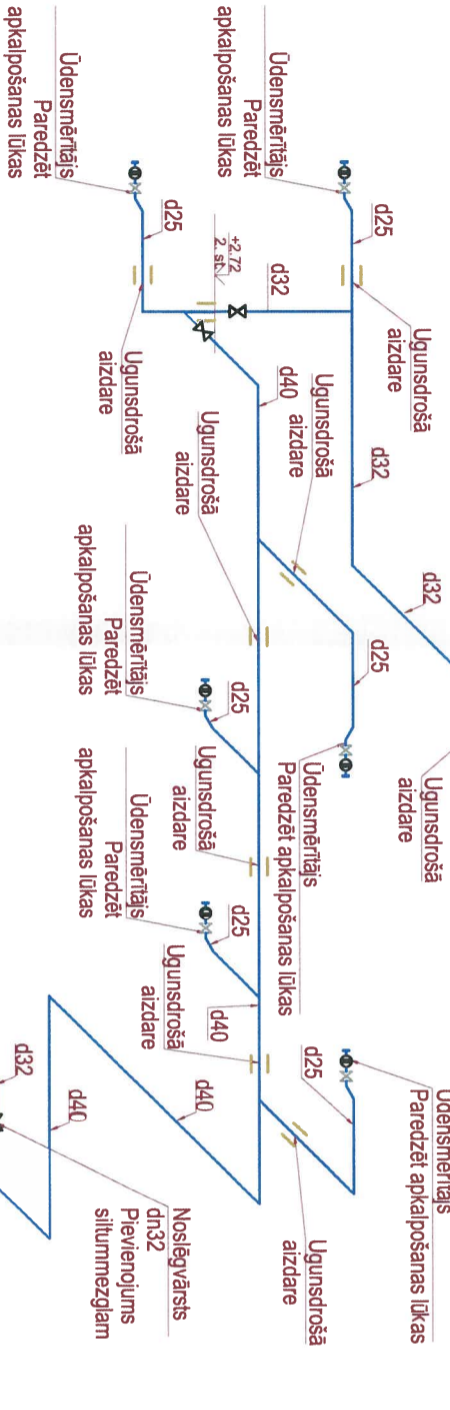 Ūdensmērītājs
Paredzēt
apkalpošanas lūkas
d25
Ugunsdrošā
aizdare
+2.72
2. st.
d32
Ūdensmērītājs
Paredzēt
apkalpošanas lūkas
d25
Ugunsdrošā
aizdare
d32
d32
Ugunsdrošā
aizdare
d40
Ugunsdrošā
aizdare
Ugunsdrošā
aizdare
d25
Ūdensmērītājs
Paredzēt apkalpošanas lūkas
Ūdensmērītājs
Paredzēt
apkalpošanas lūkas
d25
Ugunsdrošā
aizdare
Ūdensmērītājs
Paredzēt
apkalpošanas lūkas
d25
d40
Ugunsdrošā
aizdare
d25
Ūdensmērītājs
Paredzēt apkalpošanas lūkas
Ugunsdrošā
aizdare
d40
d40
d32
Noslēgvārsts
dn32
Pievienojums
siltummezglam